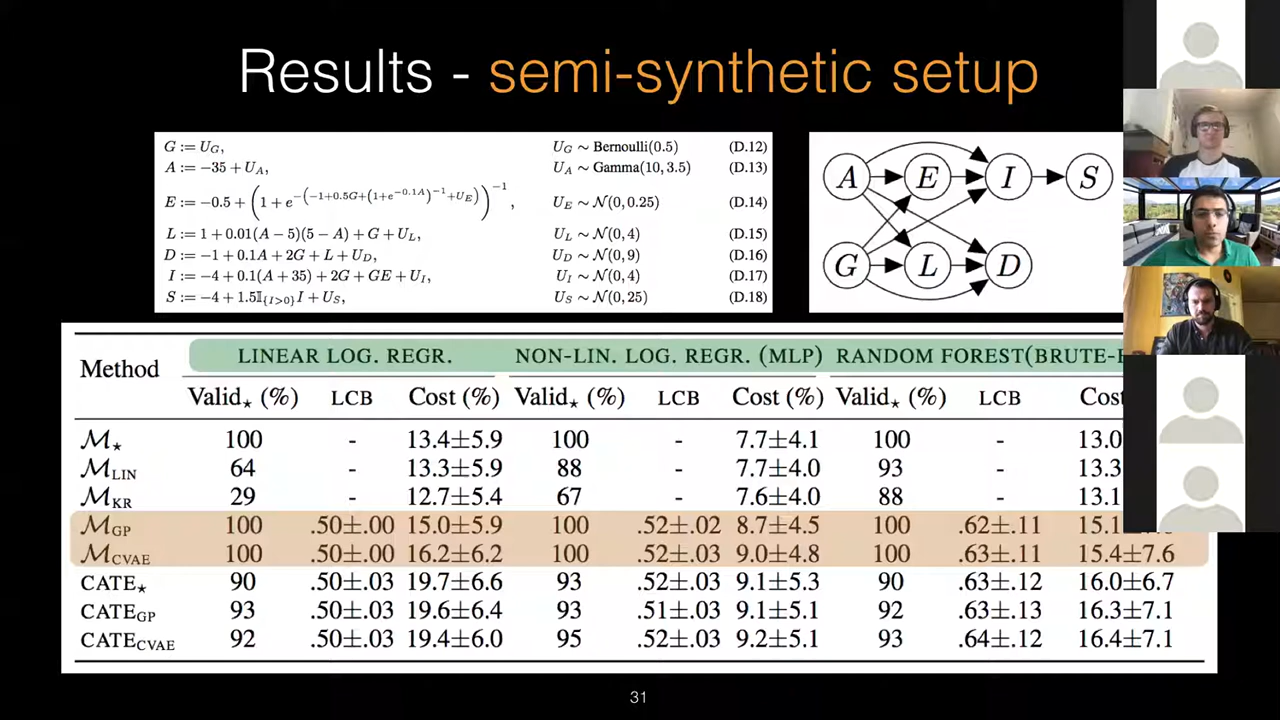 Results - semi-synthetic setup
G := U_G, U_G ∼ Bernoulli(0.5) (D.12)
A := −35 + U_A, U_A ∼ Gamma(10, 3.5) (D.13)
E := −0.5 + (1 + e^{−(−1+0.5G+(1+e^{−0.1A})^{−1}+U_E)})^{−1}, U_E ∼ N(0, 0.25) (D.14)
L := 1 + 0.01(A − 5)(5 − A) + G + U_L, U_L ∼ N(0, 4) (D.15)
D := −1 + 0.1A + 2G + L + U_D, U_D ∼ N(0, 9) (D.16)
I := −4 + 0.1(A + 35) + 2G + GE + U_I, U_I ∼ N(0, 4) (D.17)
S := −4 + 1.5𝕀_{I>0} I + U_S, U_S ∼ N(0, 25) (D.18)
A E I S
G L D
Method LINEAR LOG. REGR. NON-LIN. LOG. REGR. (MLP) RANDOM FOREST(BRUTE-
Valid⋆ (%) LCB Cost (%) Valid⋆ (%) LCB Cost (%) Valid⋆ (%) LCB Cost
M⋆ 100 - 13.4±5.9 100 - 7.7±4.1 100 - 13.0
M_LIN 64 - 13.3±5.9 88 - 7.7±4.0 93 - 13.3
M_KR 29 - 12.7±5.4 67 - 7.6±4.0 88 - 13.1
M_GP 100 .50±.00 15.0±5.9 100 .52±.02 8.7±4.5 100 .62±.11 15.1
M_CVAE 100 .50±.00 16.2±6.2 100 .52±.03 9.0±4.8 100 .63±.11 15.4±7.6
CATE⋆ 90 .50±.03 19.7±6.6 93 .52±.03 9.1±5.3 90 .63±.12 16.0±6.7
CATE_GP 93 .50±.03 19.6±6.4 93 .51±.03 9.1±5.1 92 .63±.13 16.3±7.1
CATE_CVAE 92 .50±.03 19.4±6.0 95 .52±.03 9.2±5.1 93 .64±.12 16.4±7.1
31